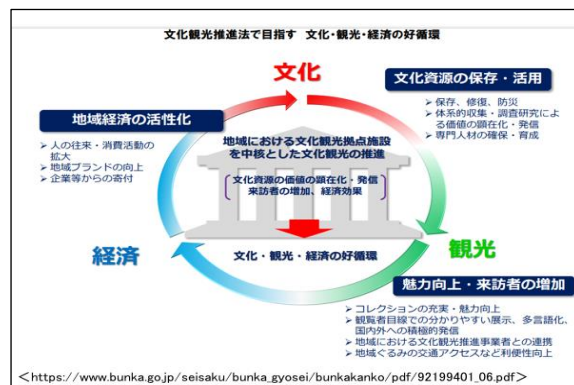 文化観光推進法で目指す 文化・観光・経済の好循環
文化
文化資源の保存・活用
➢ 保存、修復、防災
➢ 体系的収集・調査研究によ
る価値の顕在化・発信
➢ 専門人材の確保・育成
地域経済の活性化
➢ 人の往来・消費活動の
拡大
➢ 地域ブランドの向上
➢ 企業等からの寄付
地域における文化観光拠点施設
を中核とした文化観光の推進
文化資源の価値の顕在化・発信
来訪者の増加、経済効果
経済
文化・観光・経済の好循環
観光
魅力向上・来訪者の増加
➢ コレクションの充実・魅力向上
➢ 観覧者目線での分かりやすい展示、多言語化、
国内外への積極的発信
➢ 地域における文化観光推進事業者との連携
➢ 地域ぐるみの交通アクセスなど利便性向上
<https://www.bunka.go.jp/seisaku/bunka_gyosei/bunkakanko/pdf/92199401_06.pdf>